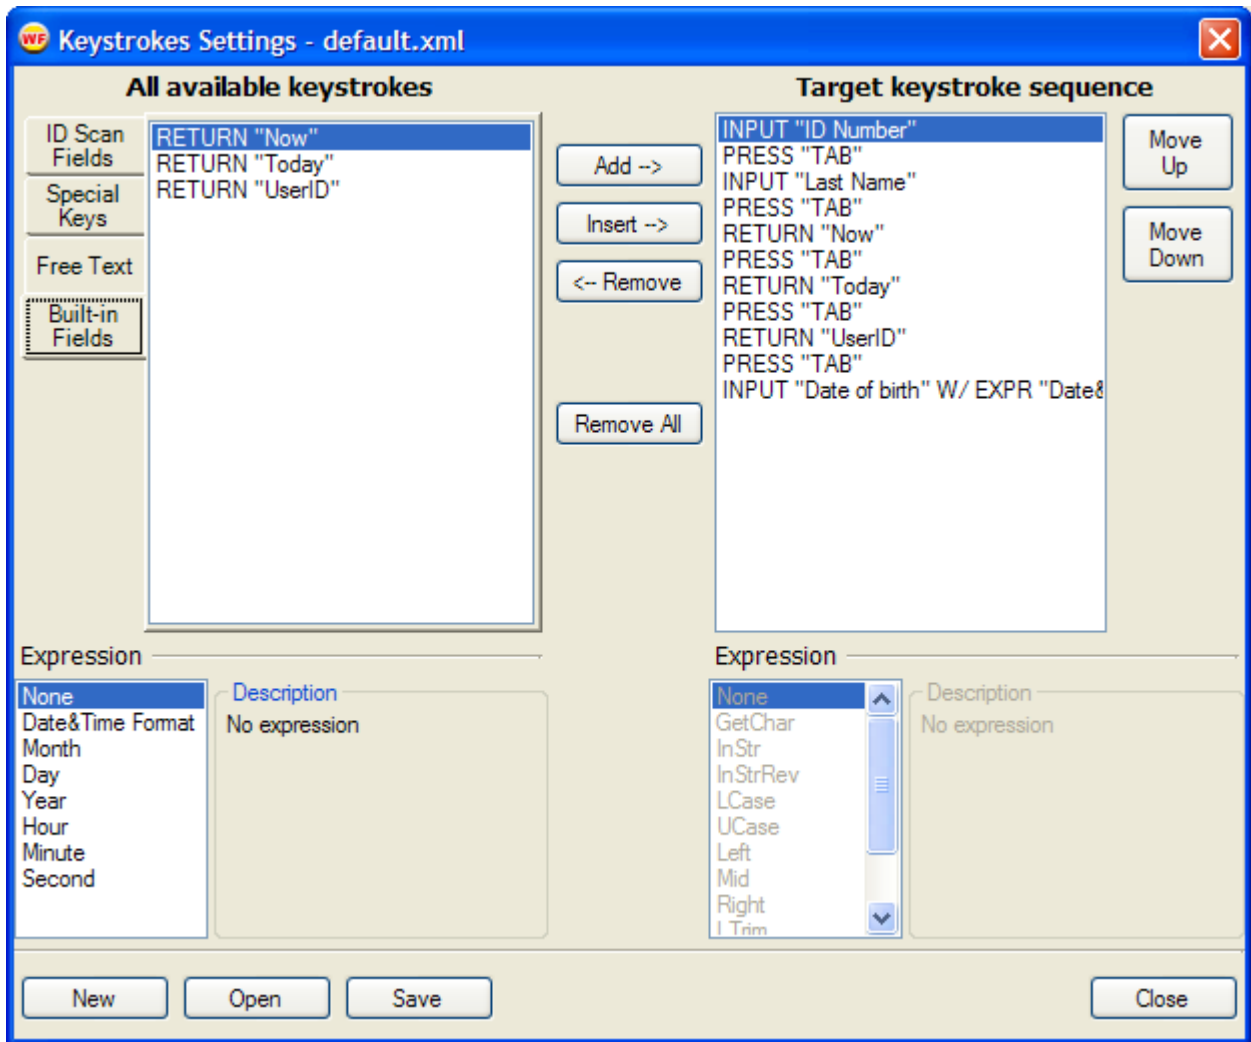 WF Keystrokes Settings - default.xml
All available keystrokes
ID Scan
Fields
Special
Keys
Free Text
Built-in
Fields
RETURN "Now"
RETURN "Today"
RETURN "UserID"
Add -->
Insert -->
<-- Remove
Remove All
Target keystroke sequence
INPUT "ID Number"
PRESS "TAB"
INPUT "Last Name"
PRESS "TAB"
RETURN "Now"
PRESS "TAB"
RETURN "Today"
PRESS "TAB"
RETURN "UserID"
PRESS "TAB"
INPUT "Date of birth" W/ EXPR "Date&
Move
Up
Move
Down
Expression
None
Date&Time Format
Month
Day
Year
Hour
Minute
Second
Description
No expression
Expression
None
GetChar
InStr
InStrRev
LCase
UCase
Left
Mid
Right
LTrim
Description
No expression
New
Open
Save
Close